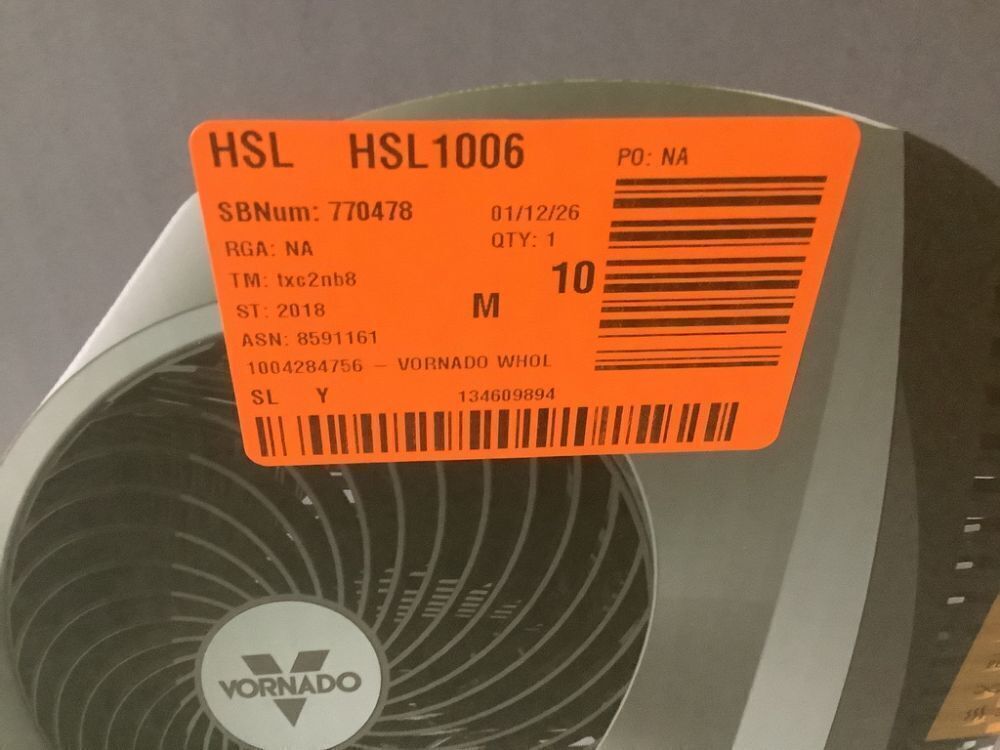 HSL HSL1006 PO: NA
SBNum: 770478 01/12/26
RGA: NA QTY: 1
TM: txc2nb8 10
ST: 2018 M
ASN: 8591161
1004284756 – VORNADO WHOL
SL Y 134609894
VORNADO